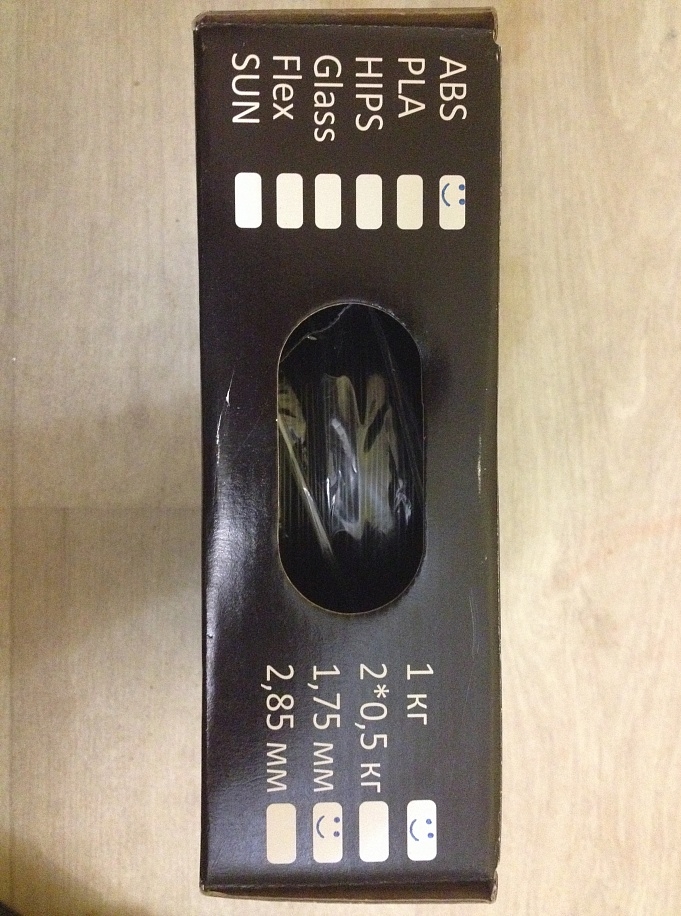 ABS
PLA
HIPS
Glass
Flex
SUN
1 кг
2*0,5 кг
1,75 мм
2,85 мм